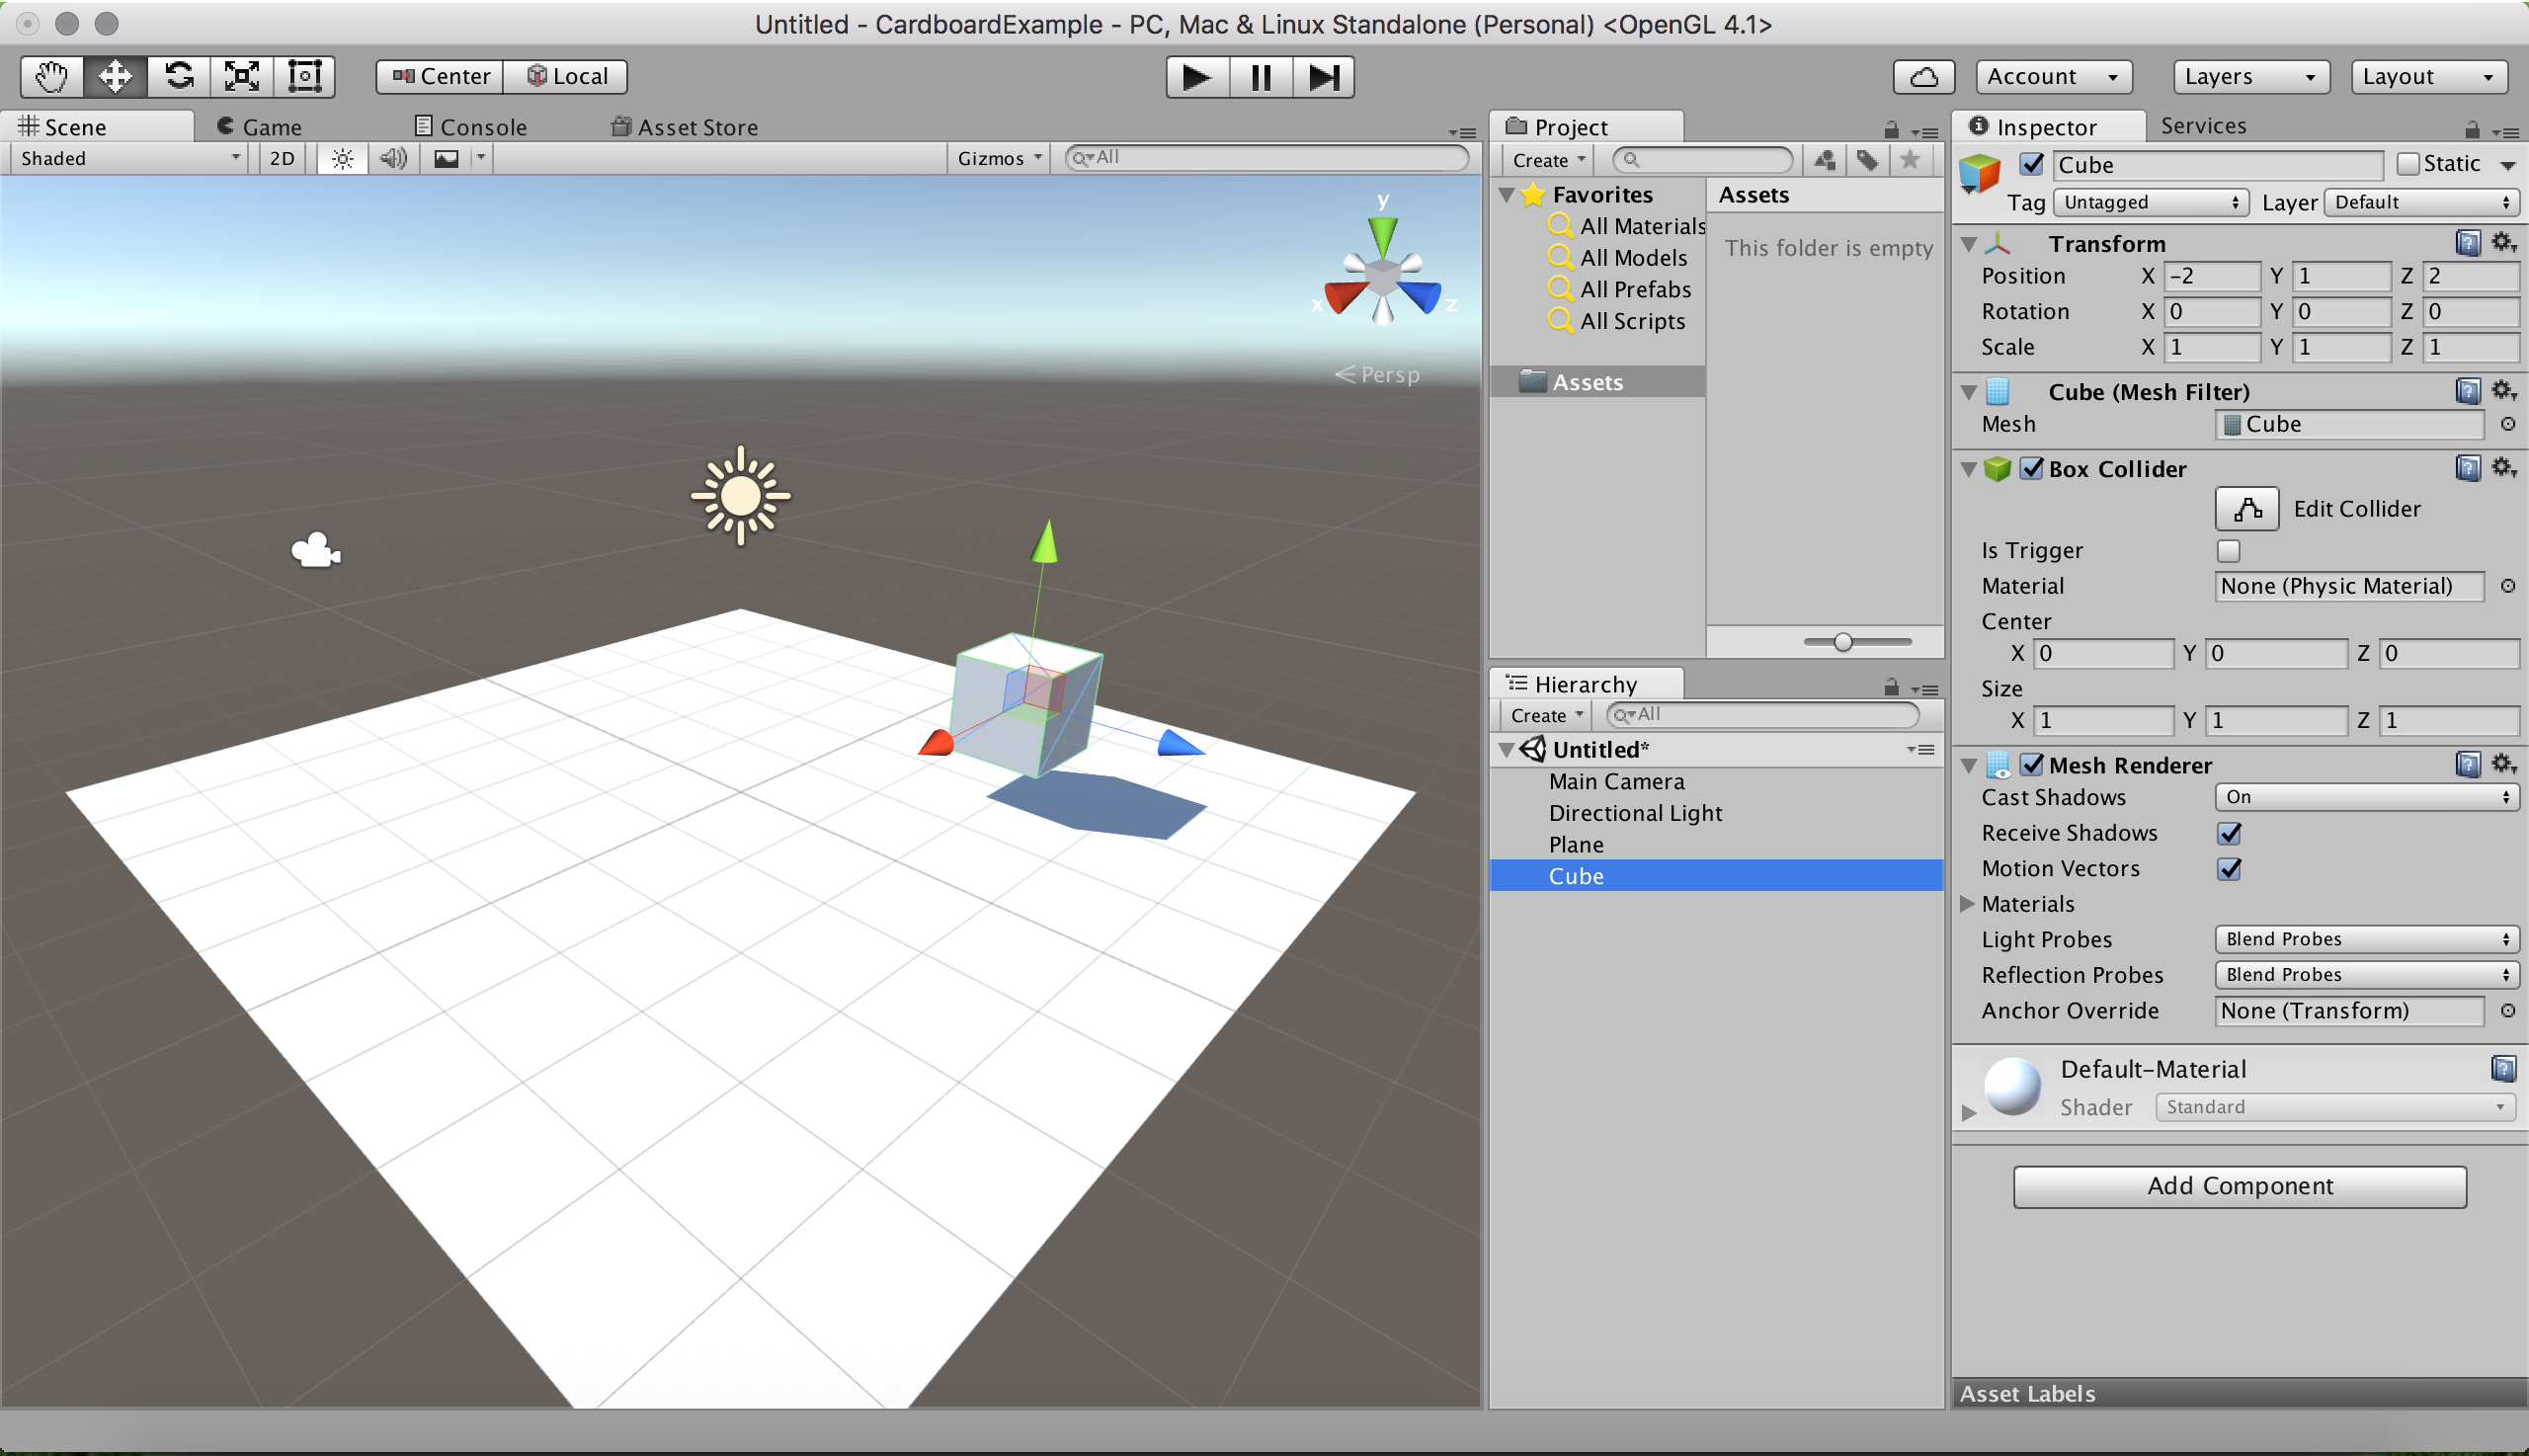 Untitled - CardboardExample - PC, Mac & Linux Standalone (Personal) <OpenGL 4.1>
Center Local
Account Layers Layout
Scene Game Console Asset Store
Shaded 2D Gizmos All
y
x z
Persp
Project
Create
Favorites
All Materials
All Models
All Prefabs
All Scripts
Assets
Assets
This folder is empty
Hierarchy
Create All
Untitled*
Main Camera
Directional Light
Plane
Cube
Inspector Services
Cube Static
Tag Untagged Layer Default
Transform
Position X -2 Y 1 Z 2
Rotation X 0 Y 0 Z 0
Scale X 1 Y 1 Z 1
Cube (Mesh Filter)
Mesh Cube
Box Collider
Edit Collider
Is Trigger
Material None (Physic Material)
Center
X 0 Y 0 Z 0
Size
X 1 Y 1 Z 1
Mesh Renderer
Cast Shadows On
Receive Shadows
Motion Vectors
Materials
Light Probes Blend Probes
Reflection Probes Blend Probes
Anchor Override None (Transform)
Default-Material
Shader Standard
Add Component
Asset Labels